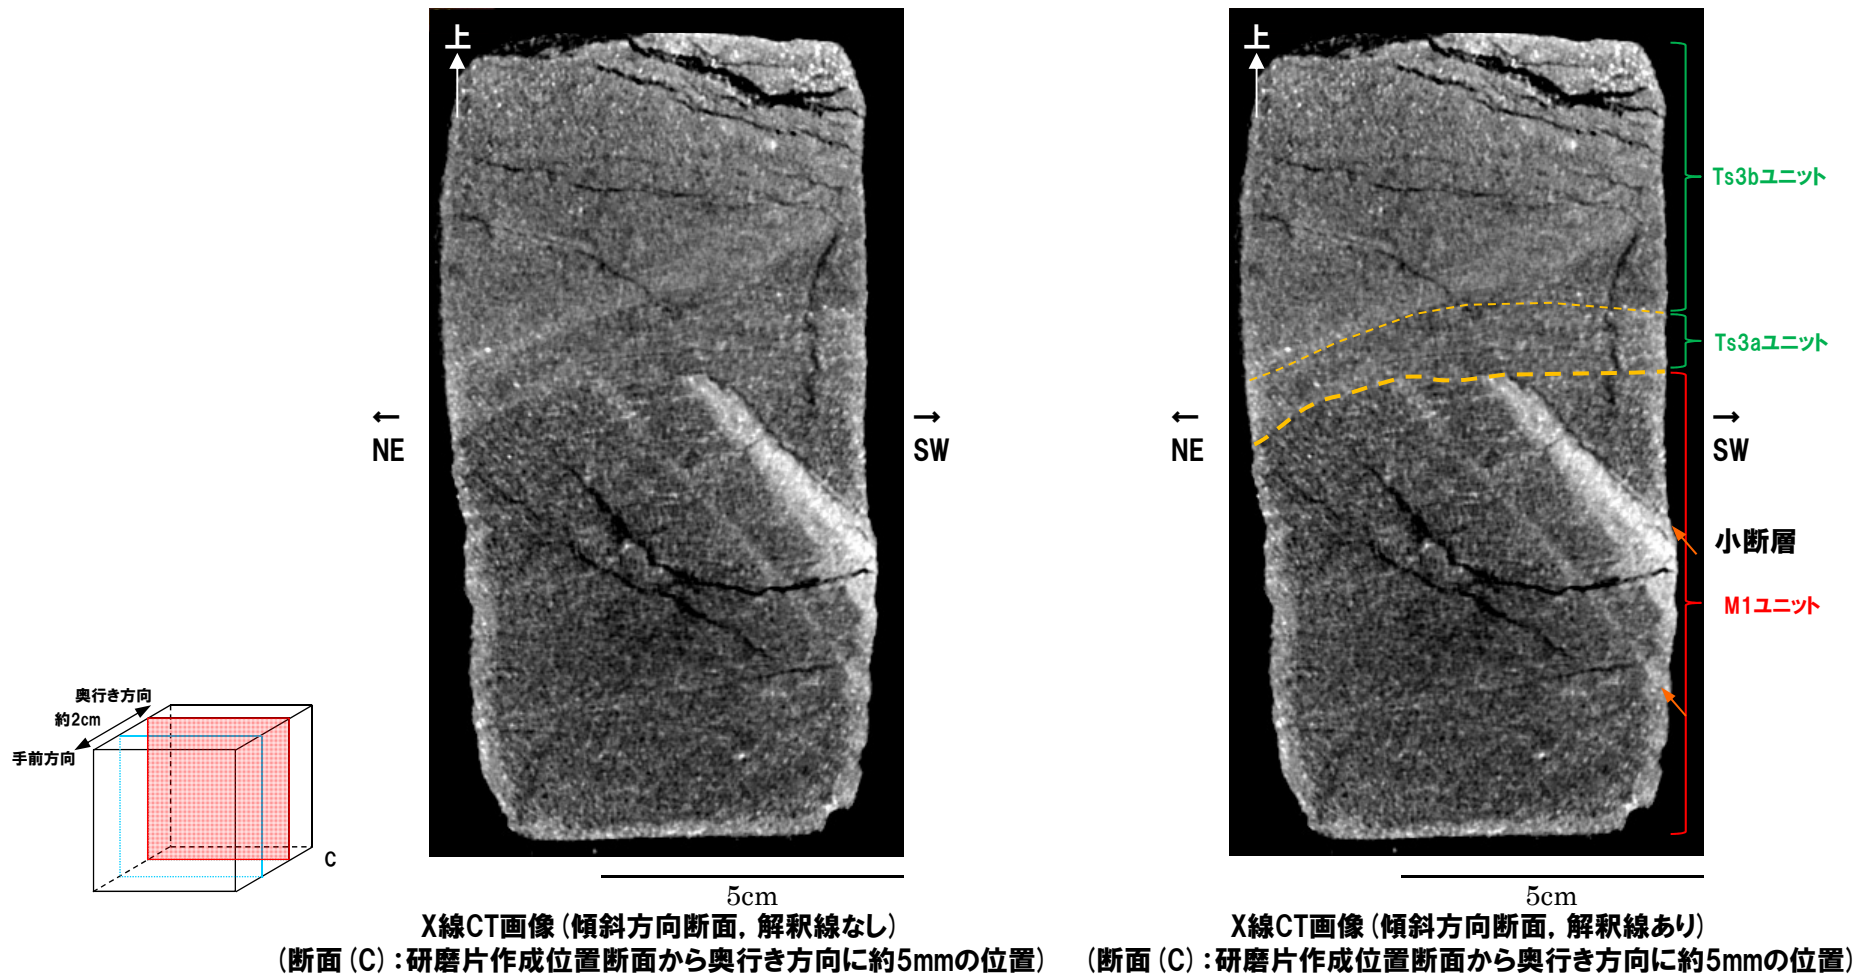 上
←
NE
→
SW
5cm
X線CT画像(傾斜方向断面, 解釈線なし)
(断面(C):研磨片作成位置断面から奥行き方向に約5mmの位置)
奥行き方向
約2cm
手前方向
C
上
←
NE
→
SW
Ts3bユニット
Ts3aユニット
小断層
M1ユニット
5cm
X線CT画像(傾斜方向断面, 解釈線あり)
(断面(C):研磨片作成位置断面から奥行き方向に約5mmの位置)